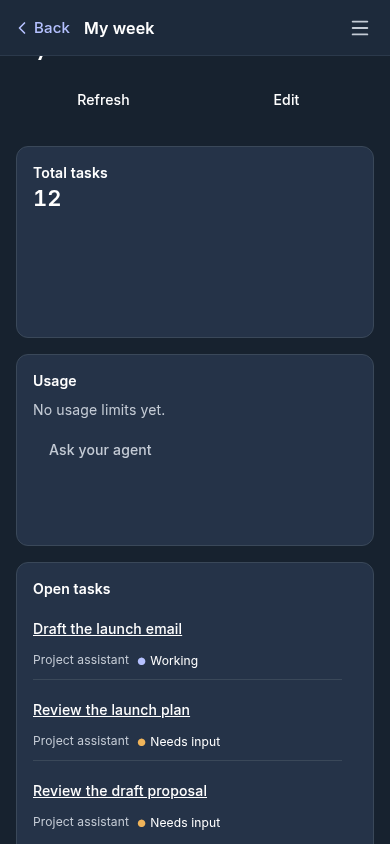 Back My week
Refresh Edit
Total tasks
12
Usage
No usage limits yet.
Ask your agent
Open tasks
Draft the launch email
Project assistant Working
Review the launch plan
Project assistant Needs input
Review the draft proposal
Project assistant Needs input